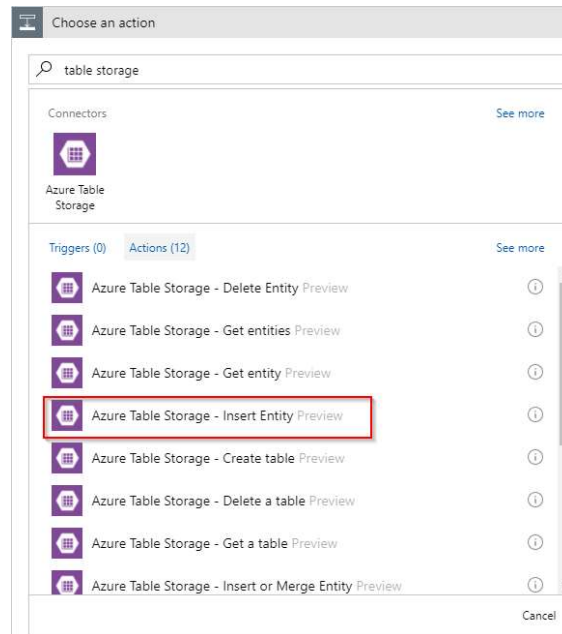 Choose an action
table storage
Connectors See more
Azure Table
Storage
Triggers (0) Actions (12) See more
Azure Table Storage - Delete Entity Preview
Azure Table Storage - Get entities Preview
Azure Table Storage - Get entity Preview
Azure Table Storage - Insert Entity Preview
Azure Table Storage - Create table Preview
Azure Table Storage - Delete a table Preview
Azure Table Storage - Get a table Preview
Azure Table Storage - Insert or Merge Entity Preview
Cancel